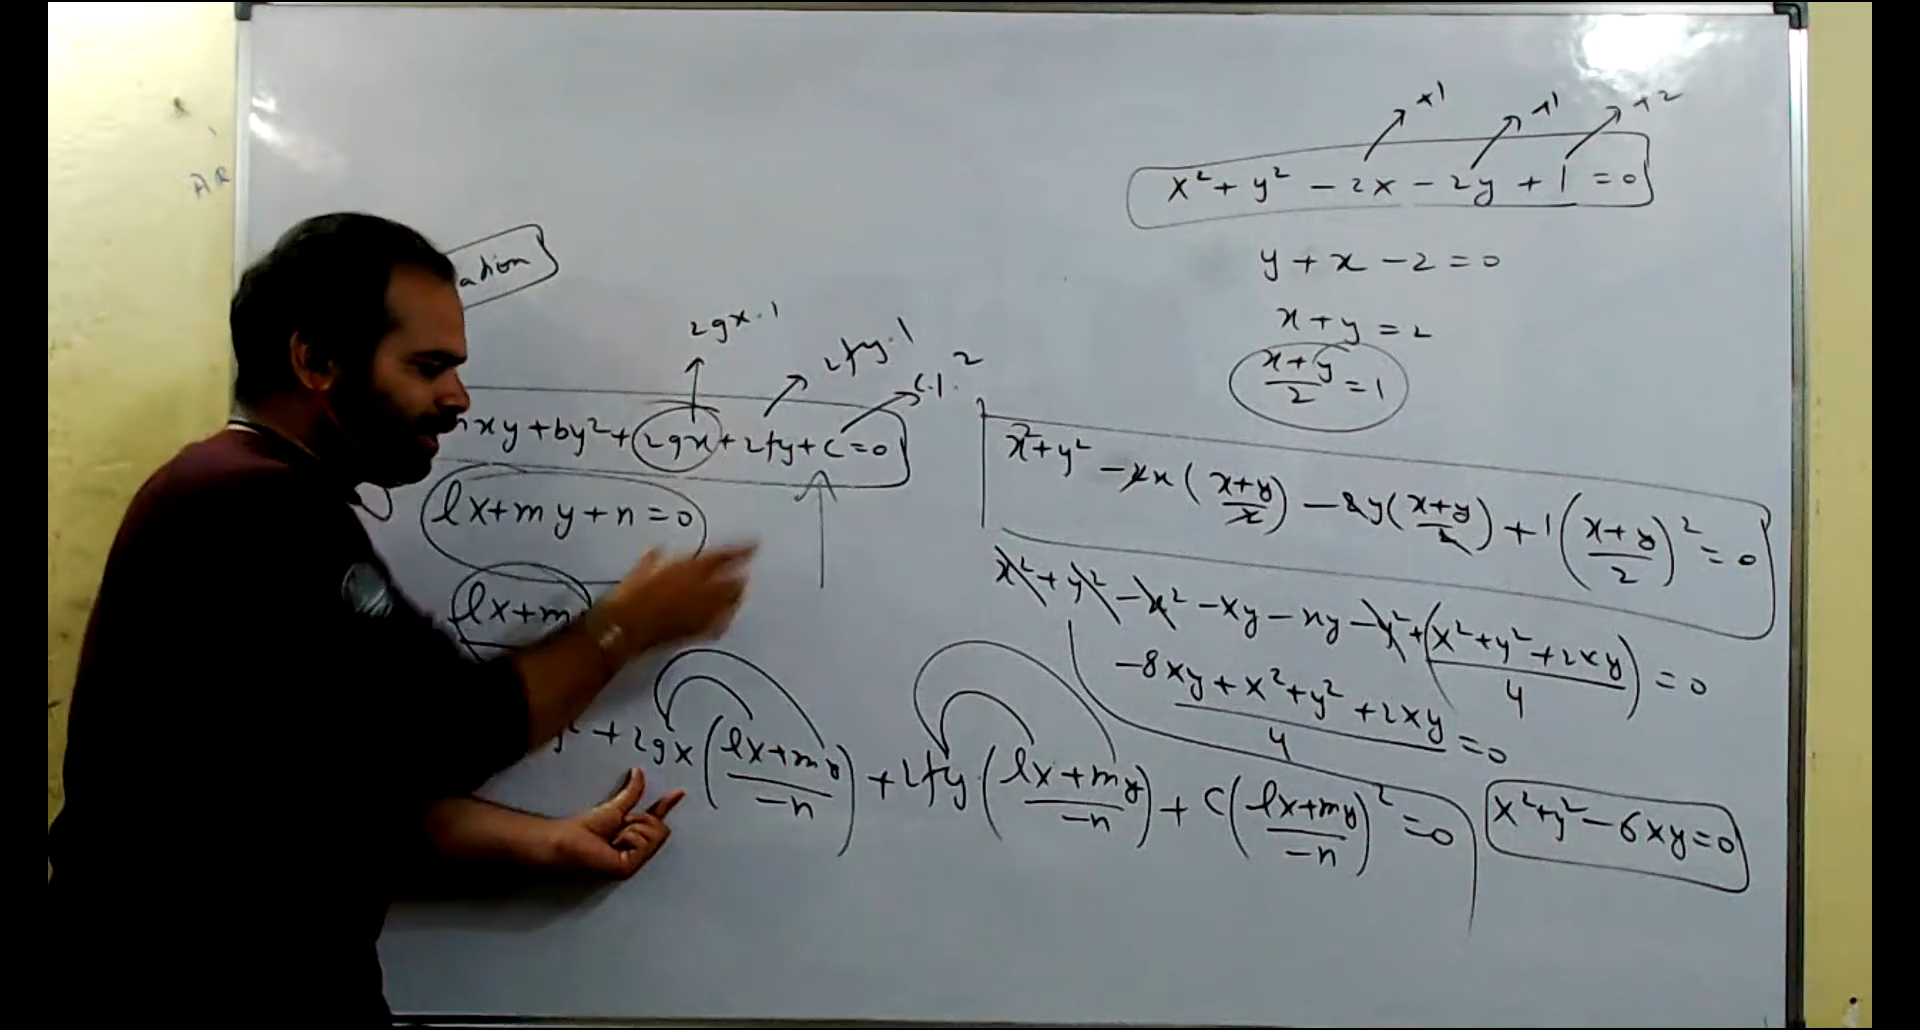 AR
ation
2gx.1
2fy.1
c.1.2
xy+by²+2gx+2fy+c=0
lx+my+n=0
lx+m
y²+2gx(lx+my/-n)+2fy(lx+my/-n)+c(lx+my/-n)²=0
×1
×1
×2
x²+y²-2x-2y+1=0
y+x-2=0
x+y=2
x+y/2=1
x²+y²-2x(x+y/2)-2y(x+y/2)+1(x+y/2)²=0
x²+y²-x²-xy-xy-y²+(x²+y²+2xy/4)=0
-8xy+x²+y²+2xy/4=0
x²+y²-6xy=0